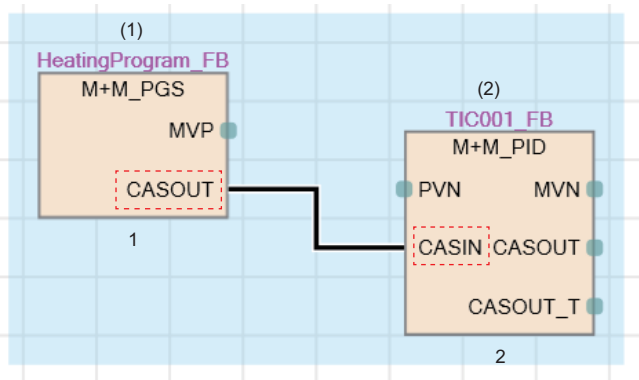 (1)
HeatingProgram_FB
M+M_PGS
MVP
CASOUT
1
(2)
TIC001_FB
M+M_PID
PVN MVN
CASIN CASOUT
CASOUT_T
2